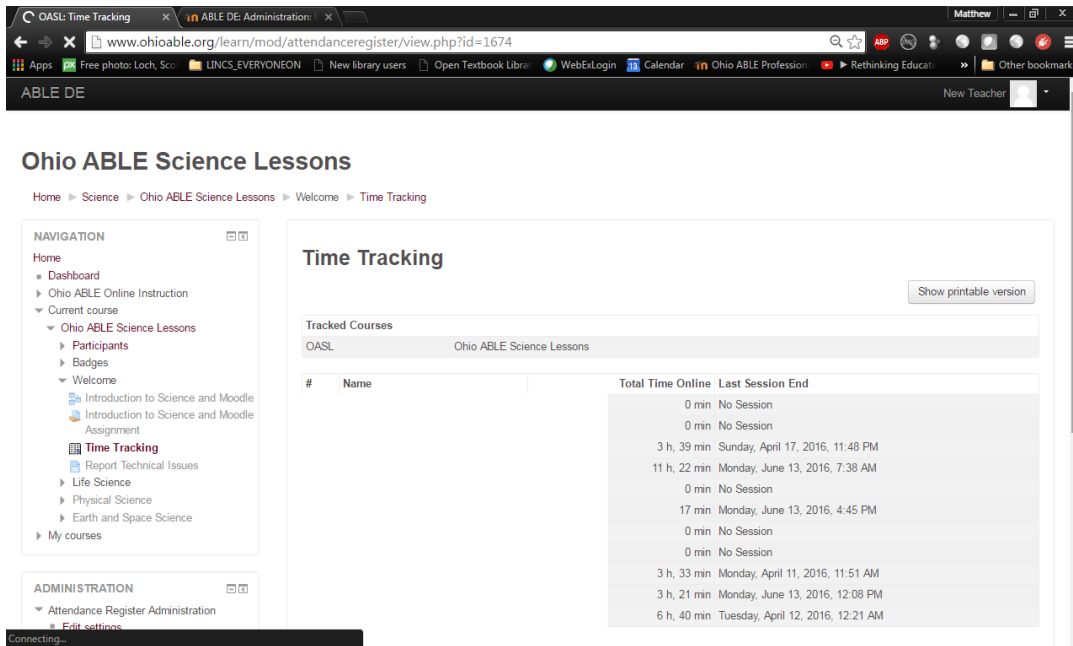 OASL: Time Tracking
ABLE DE: Administration:
Matthew
www.ohioable.org/learn/mod/attendanceregister/view.php?id=1674
ABP
Apps
Free photo: Loch, Sco
LINCS_EVERYONEON
New library users
Open Textbook Librar
WebExLogin
Calendar
Ohio ABLE Profession
Rethinking Educati
Other bookmark
ABLE DE
New Teacher
Ohio ABLE Science Lessons
Home Science Ohio ABLE Science Lessons Welcome Time Tracking
NAVIGATION
Home
Dashboard
Ohio ABLE Online Instruction
Current course
Ohio ABLE Science Lessons
Participants
Badges
Welcome
Introduction to Science and Moodle
Introduction to Science and Moodle
Assignment
Time Tracking
Report Technical Issues
Life Science
Physical Science
Earth and Space Science
My courses
ADMINISTRATION
Attendance Register Administration
Edit settings
Connecting...
Time Tracking
Show printable version
Tracked Courses
OASL Ohio ABLE Science Lessons
# Name Total Time Online Last Session End
0 min No Session
0 min No Session
3 h, 39 min Sunday, April 17, 2016, 11:48 PM
11 h, 22 min Monday, June 13, 2016, 7:38 AM
0 min No Session
17 min Monday, June 13, 2016, 4:45 PM
0 min No Session
0 min No Session
3 h, 33 min Monday, April 11, 2016, 11:51 AM
3 h, 21 min Monday, June 13, 2016, 12:08 PM
6 h, 40 min Tuesday, April 12, 2016, 12:21 AM